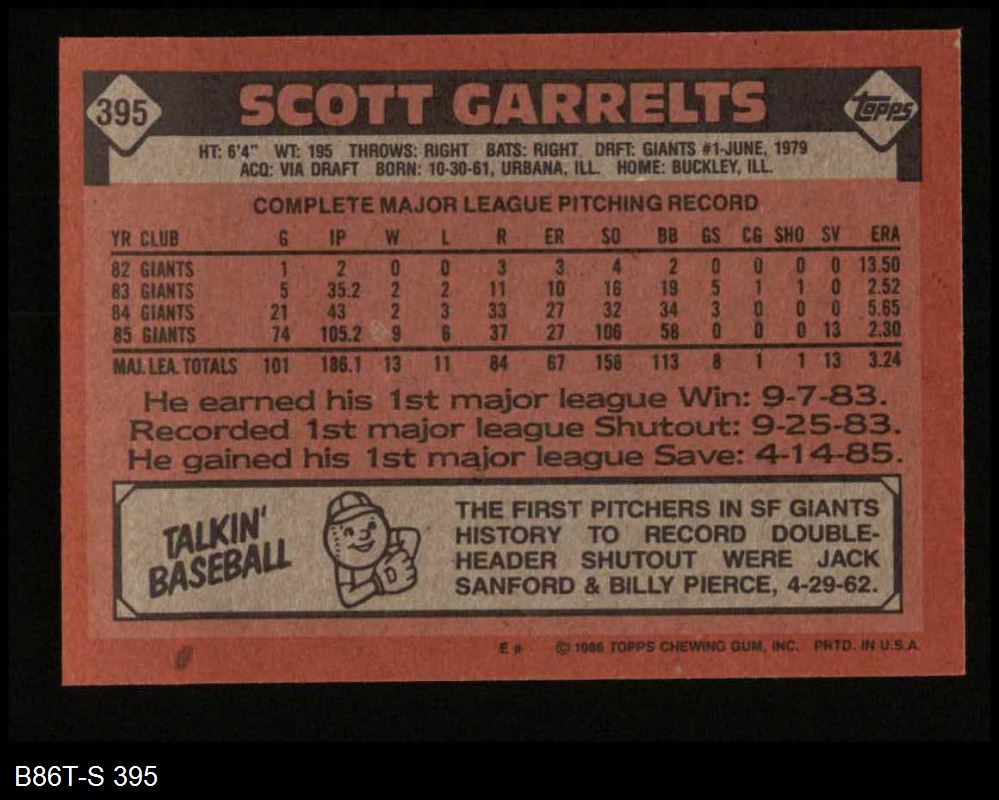 395 SCOTT GARRELTS topps
HT: 6'4" WT: 195 THROWS: RIGHT BATS: RIGHT DRFT: GIANTS #1-JUNE, 1979
ACQ: VIA DRAFT BORN: 10-30-61, URBANA, ILL. HOME: BUCKLEY, ILL.
COMPLETE MAJOR LEAGUE PITCHING RECORD
YR CLUB G IP W L R ER SO BB GS CG SHO SV ERA
82 GIANTS 1 2 0 0 3 3 4 2 0 0 0 0 13.50
83 GIANTS 5 35.2 2 2 11 10 16 19 5 1 1 0 2.52
84 GIANTS 21 43 2 3 33 27 32 34 3 0 0 0 5.65
85 GIANTS 74 105.2 9 6 37 27 106 58 0 0 0 13 2.30
MAJ. LEA. TOTALS 101 186.1 13 11 84 67 158 113 8 1 1 13 3.24
He earned his 1st major league Win: 9-7-83.
Recorded 1st major league Shutout: 9-25-83.
He gained his 1st major league Save: 4-14-85.
TALKIN'
BASEBALL
D
THE FIRST PITCHERS IN SF GIANTS
HISTORY TO RECORD DOUBLE-
HEADER SHUTOUT WERE JACK
SANFORD & BILLY PIERCE, 4-29-62.
E * © 1986 TOPPS CHEWING GUM, INC. PRTD. IN U.S.A.
B86T-S 395